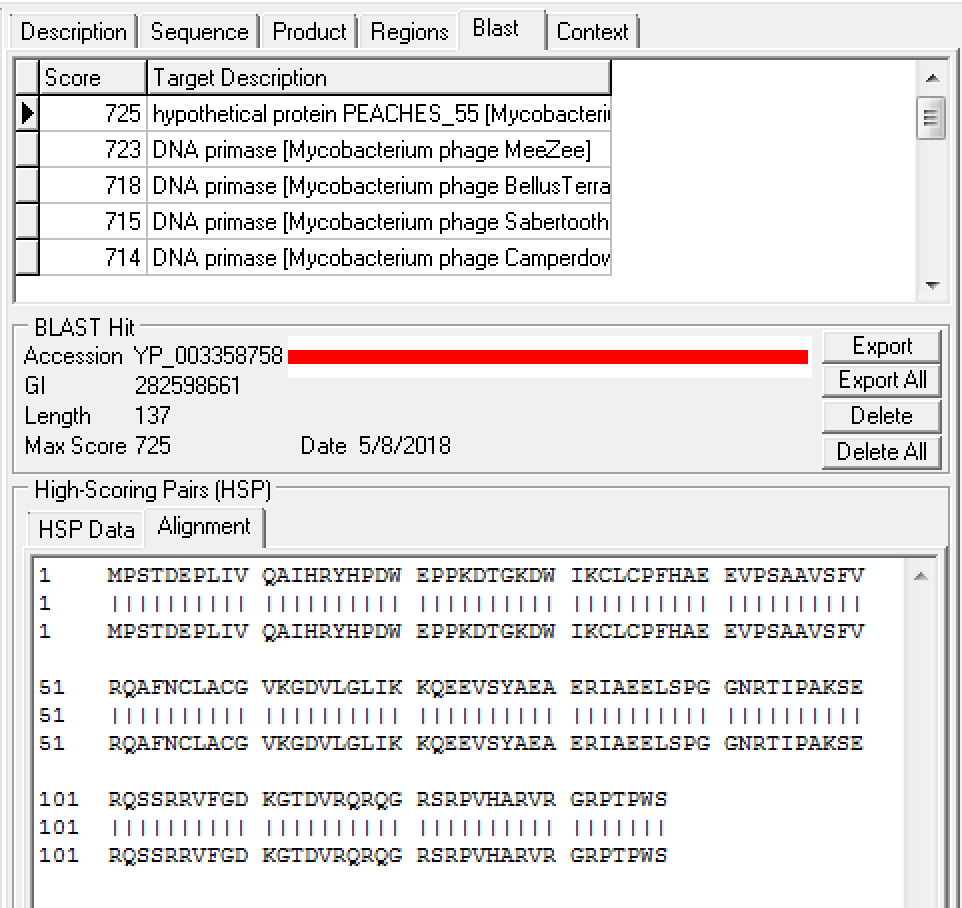 Description Sequence Product Regions Blast Context
Score Target Description
725 hypothetical protein PEACHES_55 [Mycobacteri
723 DNA primase [Mycobacterium phage MeeZee]
718 DNA primase [Mycobacterium phage BellusTerra
715 DNA primase [Mycobacterium phage Sabertooth
714 DNA primase [Mycobacterium phage Camperdow
BLAST Hit
Accession YP_003358758 Export
GI 282598661 Export All
Length 137 Delete
Max Score 725 Date 5/8/2018 Delete All
High-Scoring Pairs (HSP)
HSP Data Alignment
1 MPSTDEPLIV QAIHRYHPDW EPPKDTGKDW IKCLCPFHAE EVPSAAVSFV
1 |||||||||| |||||||||| |||||||||| |||||||||| ||||||||||
1 MPSTDEPLIV QAIHRYHPDW EPPKDTGKDW IKCLCPFHAE EVPSAAVSFV
51 RQAFNCLACG VKGDVLGLIK KQEEVSYAEA ERIAEELSPG GNRTIPAKSE
51 |||||||||| |||||||||| |||||||||| |||||||||| ||||||||||
51 RQAFNCLACG VKGDVLGLIK KQEEVSYAEA ERIAEELSPG GNRTIPAKSE
101 RQSSRRVFGD KGTDVRQRQG RSRPVHARVR GRPTPWS
101 |||||||||| |||||||||| |||||||||| |||||||
101 RQSSRRVFGD KGTDVRQRQG RSRPVHARVR GRPTPWS